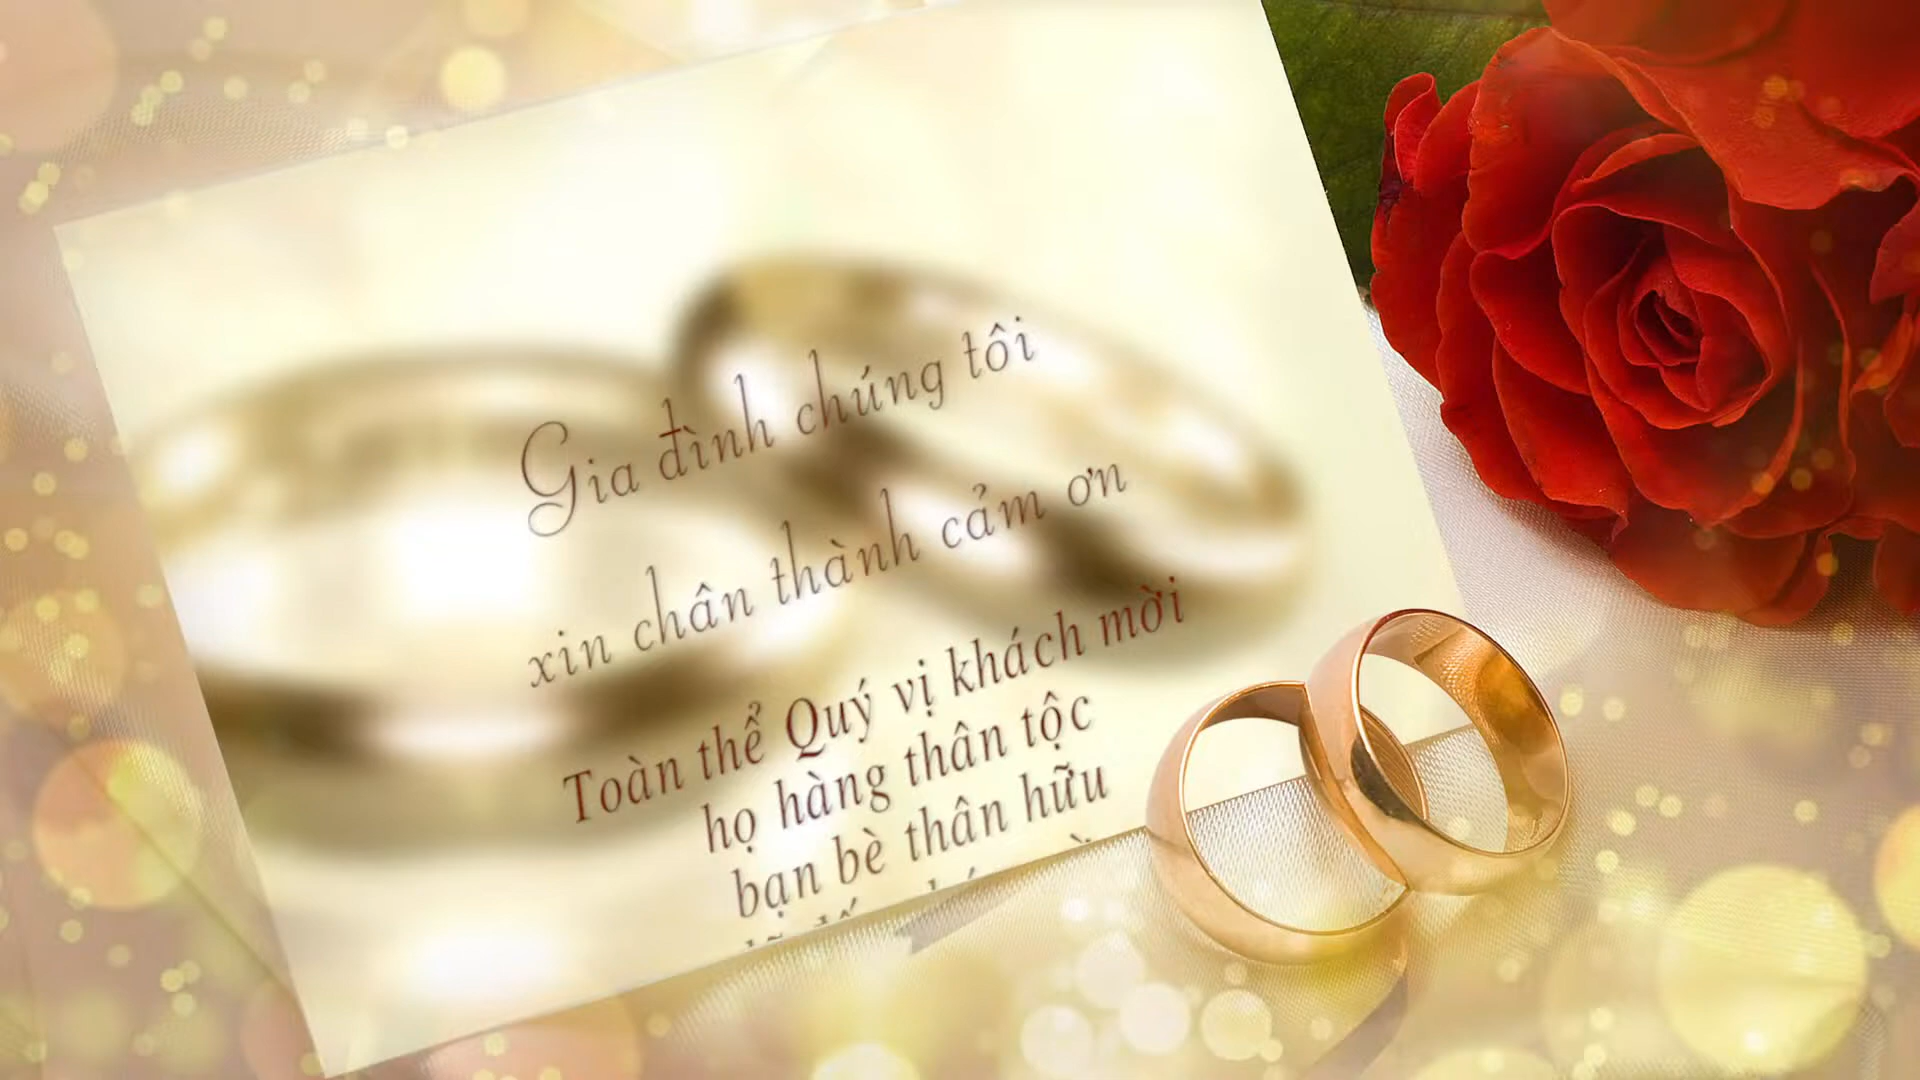 Gia đình chúng tôi
xin chân thành cảm ơn
Toàn thể Quý vị khách mời
họ hàng thân tộc
bạn bè thân hữu